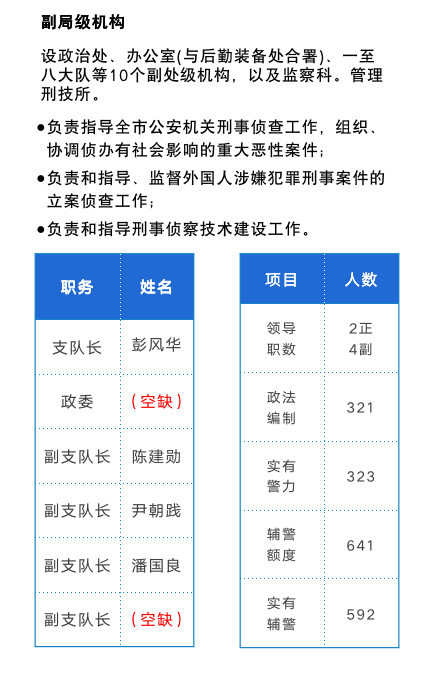 副局级机构
设政治处、办公室(与后勤装备处合署)、一至
八大队等10个副处级机构，以及监察科。管理
刑技所。
●负责指导全市公安机关刑事侦查工作，组织、
协调侦办有社会影响的重大恶性案件；
●负责和指导、监督外国人涉嫌犯罪刑事案件的
立案侦查工作；
●负责和指导刑事侦察技术建设工作。
职务 姓名
支队长 彭风华
政委 （空缺）
副支队长 陈建勋
副支队长 尹朝践
副支队长 潘国良
副支队长 （空缺）
项目 人数
领导 2正
职数 4副
政法
编制 321
实有
警力 323
辅警
额度 641
实有
辅警 592